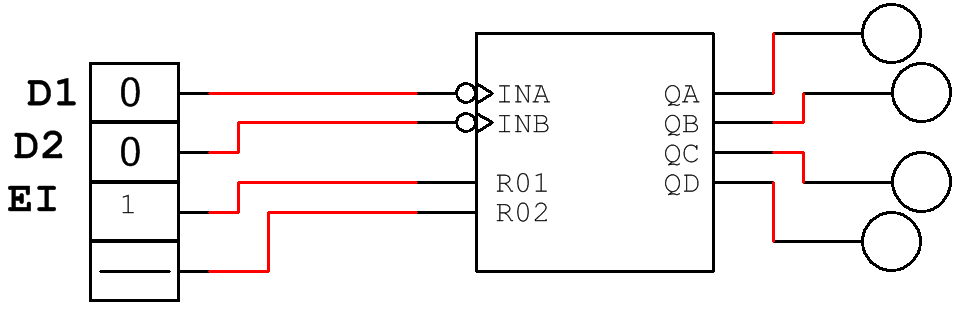 D1 0 INA QA
D2 0 INB QB
QC
EI 1 R01 QD
R02